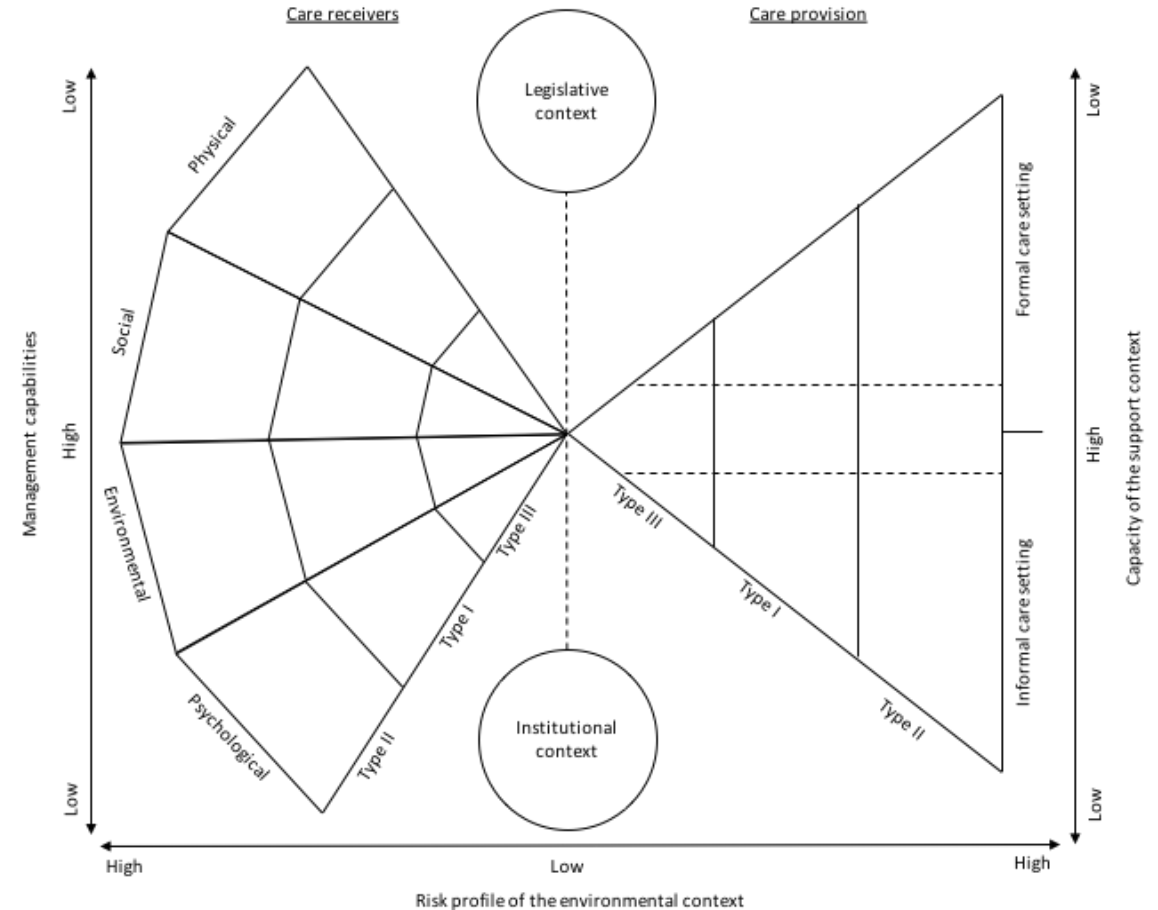 Care receivers
Care provision
Legislative
context
Low
Low
Physical
Formal care setting
Social
Management capabilities
High
High
Capacity of the support context
Environmental
Type III
Type III
Type I
Type I
Informal care setting
Psychological
Type II
Type II
Institutional
context
Low
Low
High
Low
High
Risk profile of the environmental context